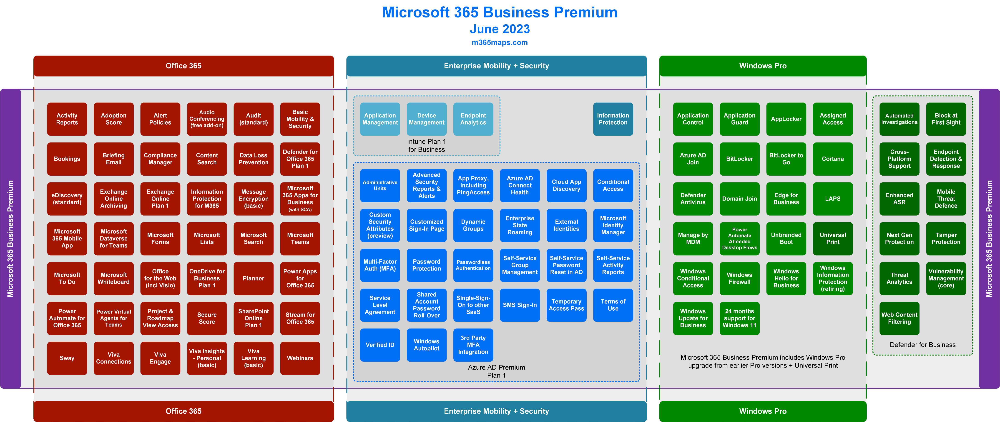 Microsoft 365 Business Premium
June 2023
m365maps.com
Office 365
Enterprise Mobility + Security
Windows Pro
Microsoft 365 Business Premium
Activity
Reports
Adoption
Score
Alert
Policies
Audio
Conferencing
(free add-on)
Audit
(standard)
Basic
Mobility &
Security
Bookings
Briefing
Email
Compliance
Manager
Content
Search
Data Loss
Prevention
Defender for
Office 365
Plan 1
eDiscovery
(standard)
Exchange
Online
Archiving
Exchange
Online
Plan 1
Information
Protection
for M365
Message
Encryption
(basic)
Microsoft
365 Apps for
Business
(with SCA)
Microsoft
365 Mobile
App
Microsoft
Dataverse
for Teams
Microsoft
Forms
Microsoft
Lists
Microsoft
Search
Microsoft
Teams
Microsoft
To Do
Microsoft
Whiteboard
Office
for the Web
(incl Visio)
OneDrive for
Business
Plan 1
Planner
Power Apps
for
Office 365
Power
Automate for
Office 365
Power Virtual
Agents for
Teams
Project &
Roadmap
View Access
Secure
Score
SharePoint
Online
Plan 1
Stream for
Office 365
Sway
Viva
Connections
Viva
Engage
Viva Insights
- Personal
(basic)
Viva
Learning
(basic)
Webinars
Application
Management
Device
Management
Endpoint
Analytics
Intune Plan 1
for Business
Information
Protection
Administrative
Units
Advanced
Security
Reports &
Alerts
App Proxy,
including
PingAccess
Azure AD
Connect
Health
Cloud App
Discovery
Conditional
Access
Custom
Security
Attributes
(preview)
Customized
Sign-In Page
Dynamic
Groups
Enterprise
State
Roaming
External
Identities
Microsoft
Identity
Manager
Multi-Factor
Auth (MFA)
Password
Protection
Passwordless
Authentication
Self-Service
Group
Management
Self-Service
Password
Reset in AD
Self-Service
Activity
Reports
Service
Level
Agreement
Shared
Account
Password
Roll-Over
Single-Sign-
On to other
SaaS
SMS Sign-In
Temporary
Access Pass
Terms of
Use
Verified ID
Windows
Autopilot
3rd Party
MFA
Integration
Azure AD Premium
Plan 1
Application
Control
Application
Guard
AppLocker
Assigned
Access
Azure AD
Join
BitLocker
BitLocker to
Go
Cortana
Defender
Antivirus
Domain Join
Edge for
Business
LAPS
Manage by
MDM
Power
Automate
Attended
Desktop Flows
Unbranded
Boot
Universal
Print
Windows
Conditional
Access
Windows
Firewall
Windows
Hello for
Business
Windows
Information
Protection
(retiring)
Windows
Update for
Business
24 months
support for
Windows 11
Microsoft 365 Business Premium includes Windows Pro
upgrade from earlier Pro versions + Universal Print
Automated
Investigations
Block at
First Sight
Cross-
Platform
Support
Endpoint
Detection &
Response
Enhanced
ASR
Mobile
Threat
Defence
Next Gen
Protection
Tamper
Protection
Threat
Analytics
Vulnerability
Management
(core)
Web Content
Filtering
Defender for Business
Microsoft 365 Business Premium
Office 365
Enterprise Mobility + Security
Windows Pro